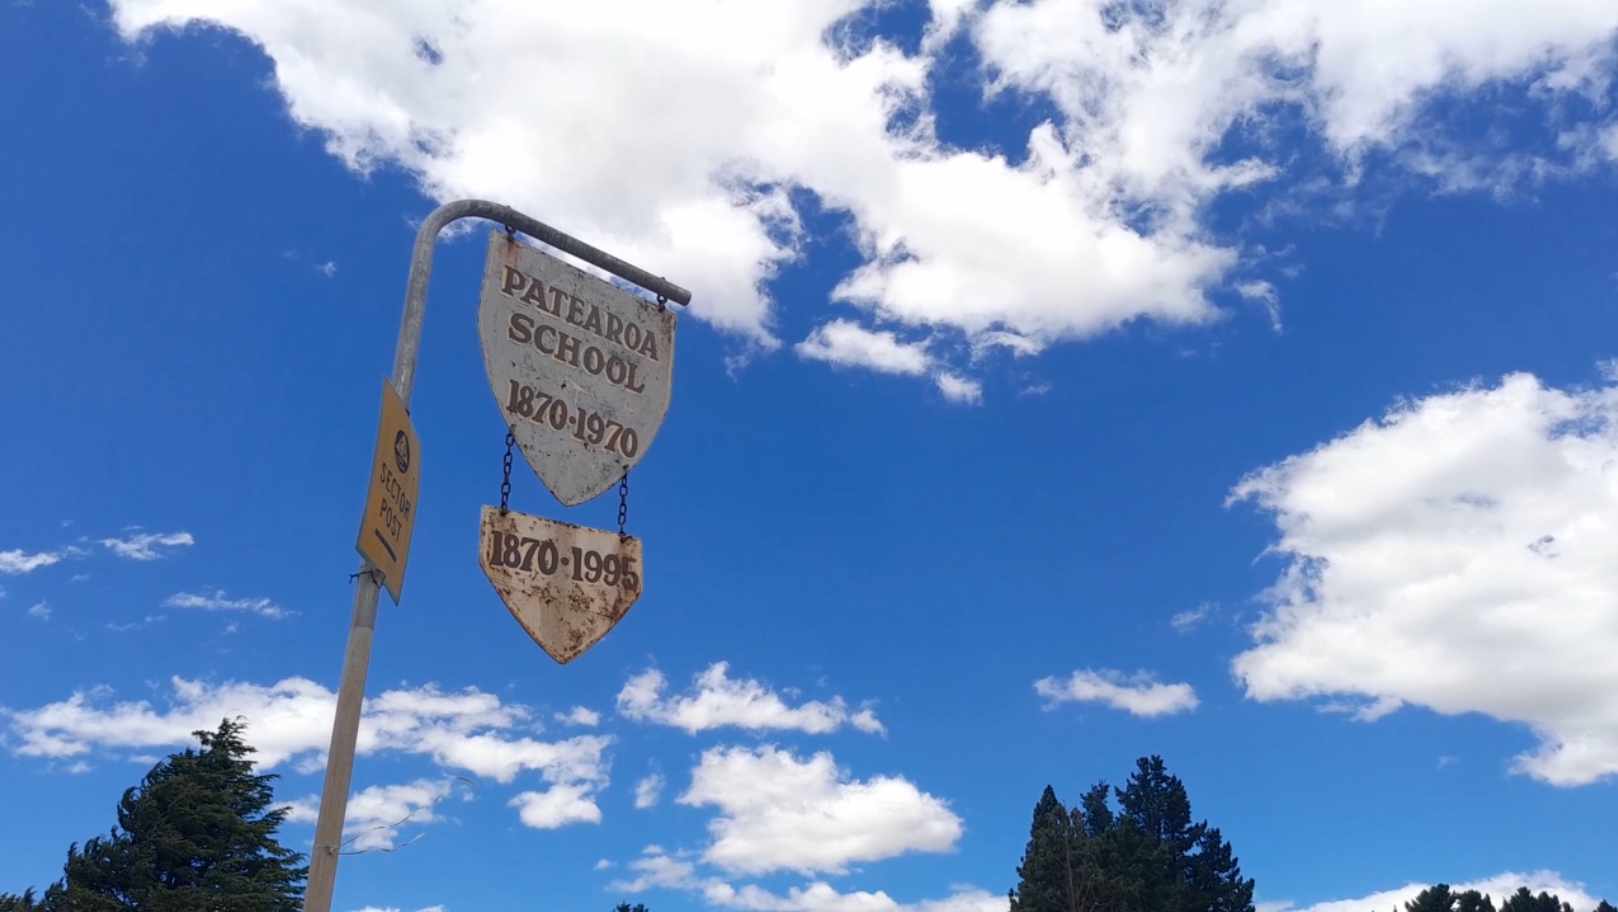 PATEAROA
SCHOOL
1870·1970
1870·1995
SECTOR
POST